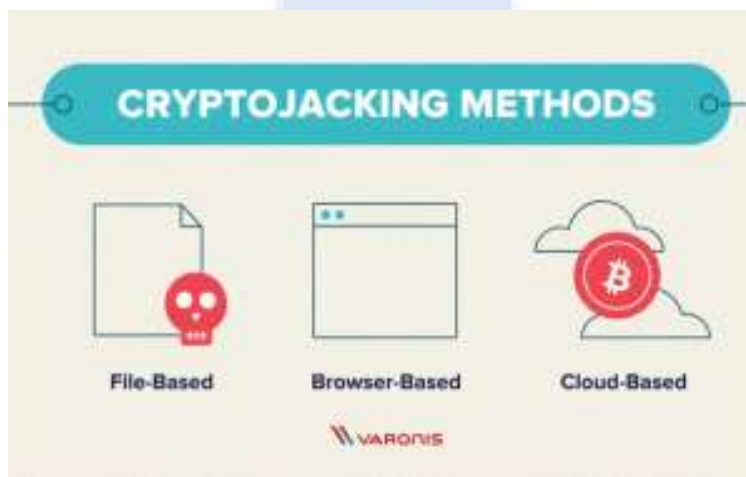 CRYPTOJACKING METHODS
File-Based
Browser-Based
Cloud-Based
VARONIS